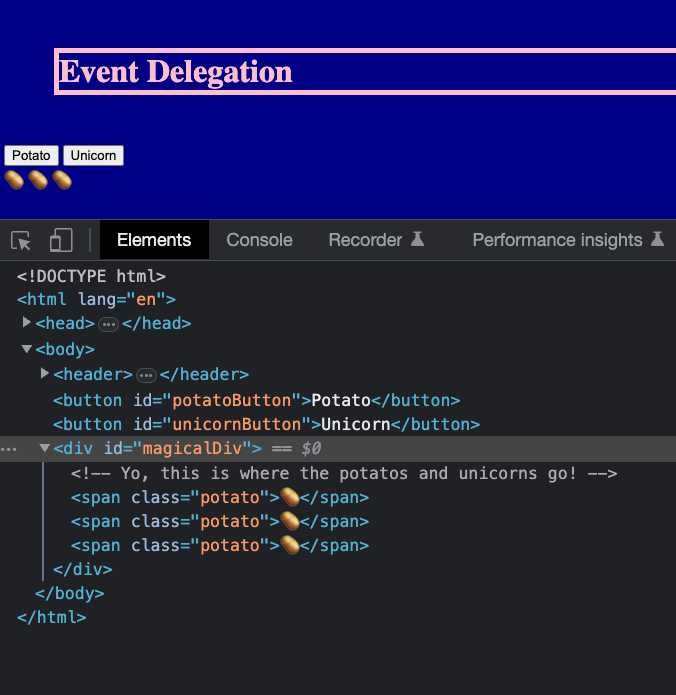 Event Delegation
Potato Unicorn
🥔🥔🥔
Elements Console Recorder Performance insights
<!DOCTYPE html>
<html lang="en">
<head> ••• </head>
<body>
<header> ••• </header>
<button id="potatoButton">Potato</button>
<button id="unicornButton">Unicorn</button>
••• <div id="magicalDiv"> == $0
<!-- Yo, this is where the potatos and unicorns go! -->
<span class="potato">🥔</span>
<span class="potato">🥔</span>
<span class="potato">🥔</span>
</div>
</body>
</html>